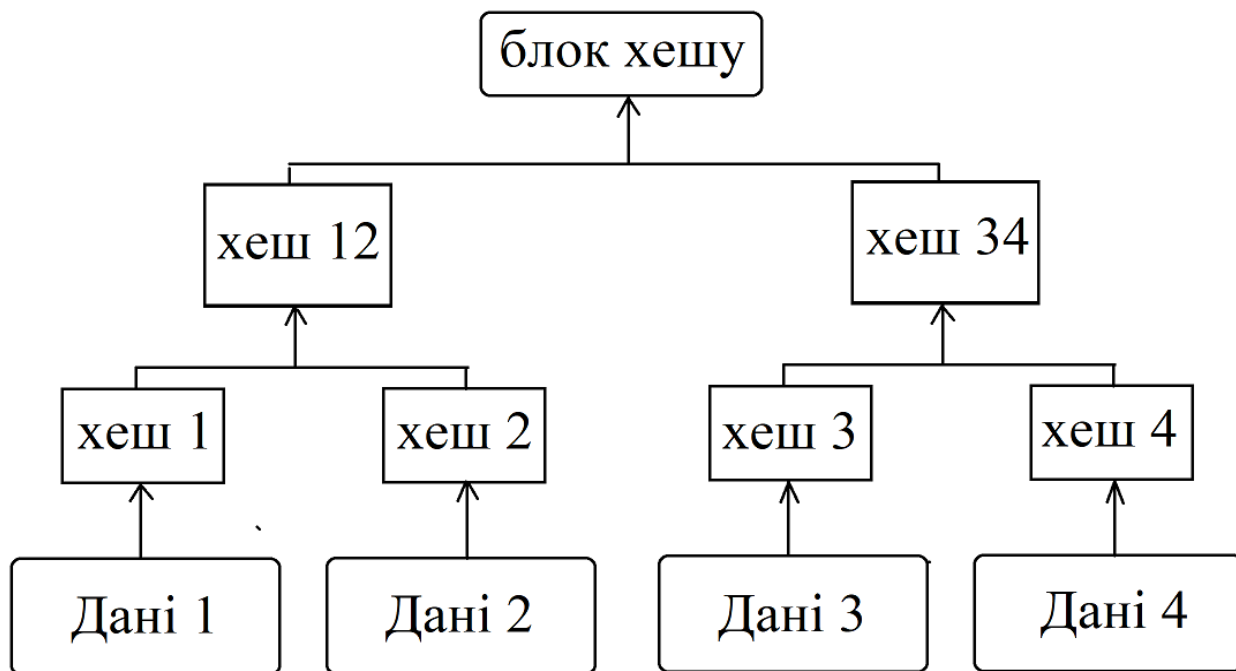 блок хешу
хеш 12
хеш 34
хеш 1
хеш 2
хеш 3
хеш 4
Дані 1
Дані 2
Дані 3
Дані 4